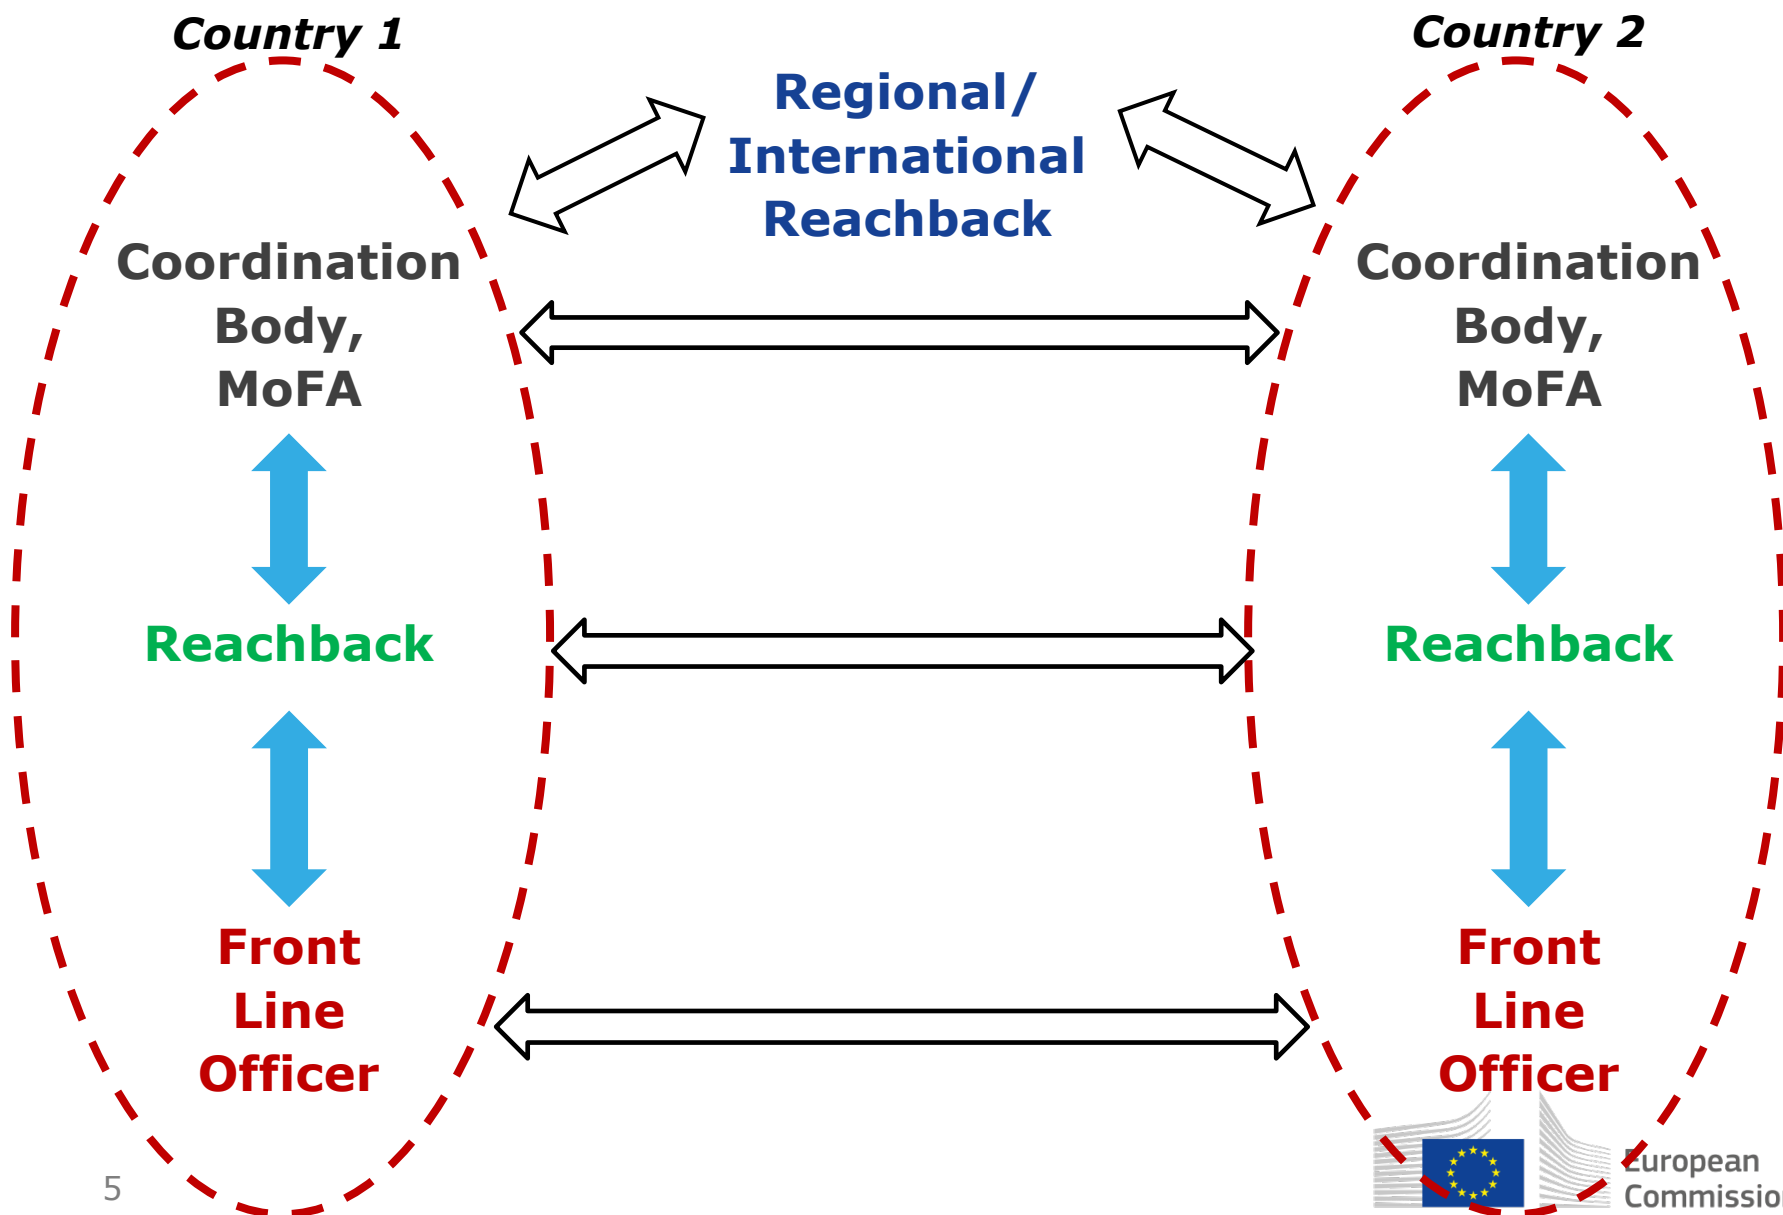 Country 1
Country 2
Regional/
International
Reachback
Coordination
Body,
MoFA
Coordination
Body,
MoFA
Reachback
Reachback
Front
Line
Officer
Front
Line
Officer
5
European
Commissio